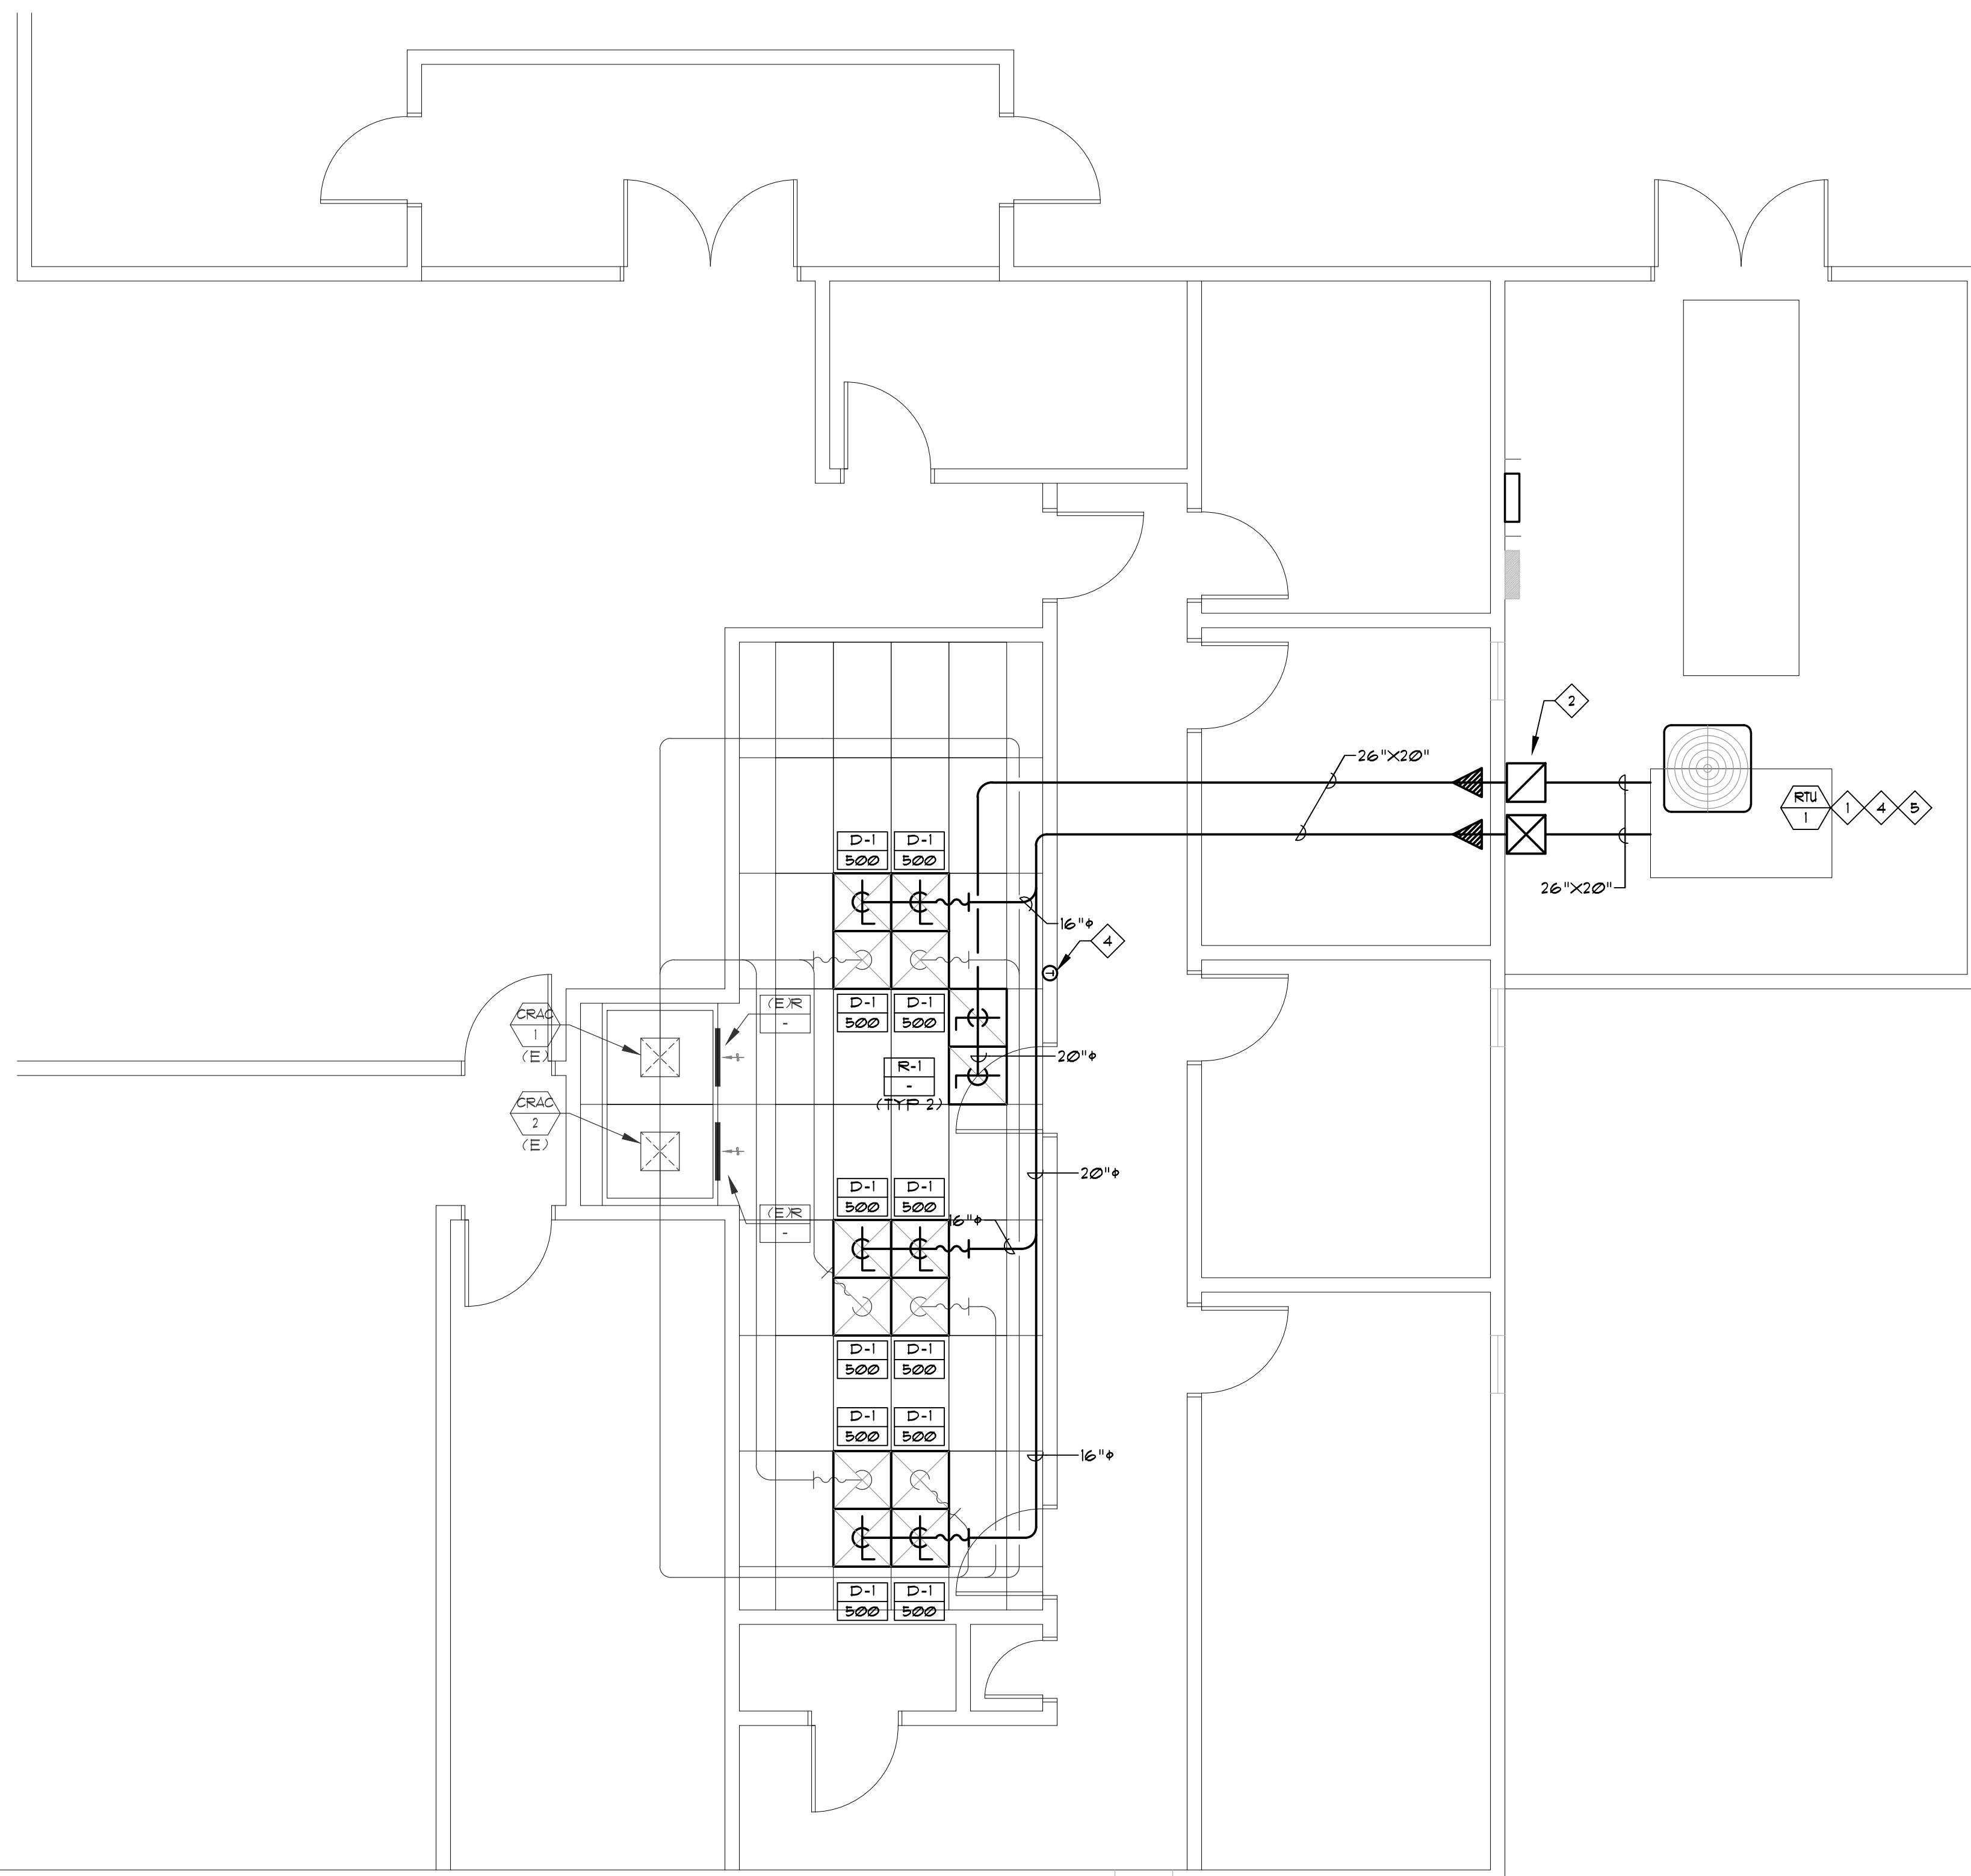 2
26"X 20"
RTU
1
1
4
5
D-1
D-1
500
500
26"X20"
16"ϕ
4
(E)R
-
D-1
D-1
500
500
CRAC
1
(E)
R-1
-
(TYP 2)
20"ϕ
CRAC
2
(E)
20"ϕ
D-1
D-1
500
500
(E)R
-
16"ϕ
D-1
D-1
500
500
D-1
D-1
500
500
16"ϕ
D-1
D-1
500
500
T